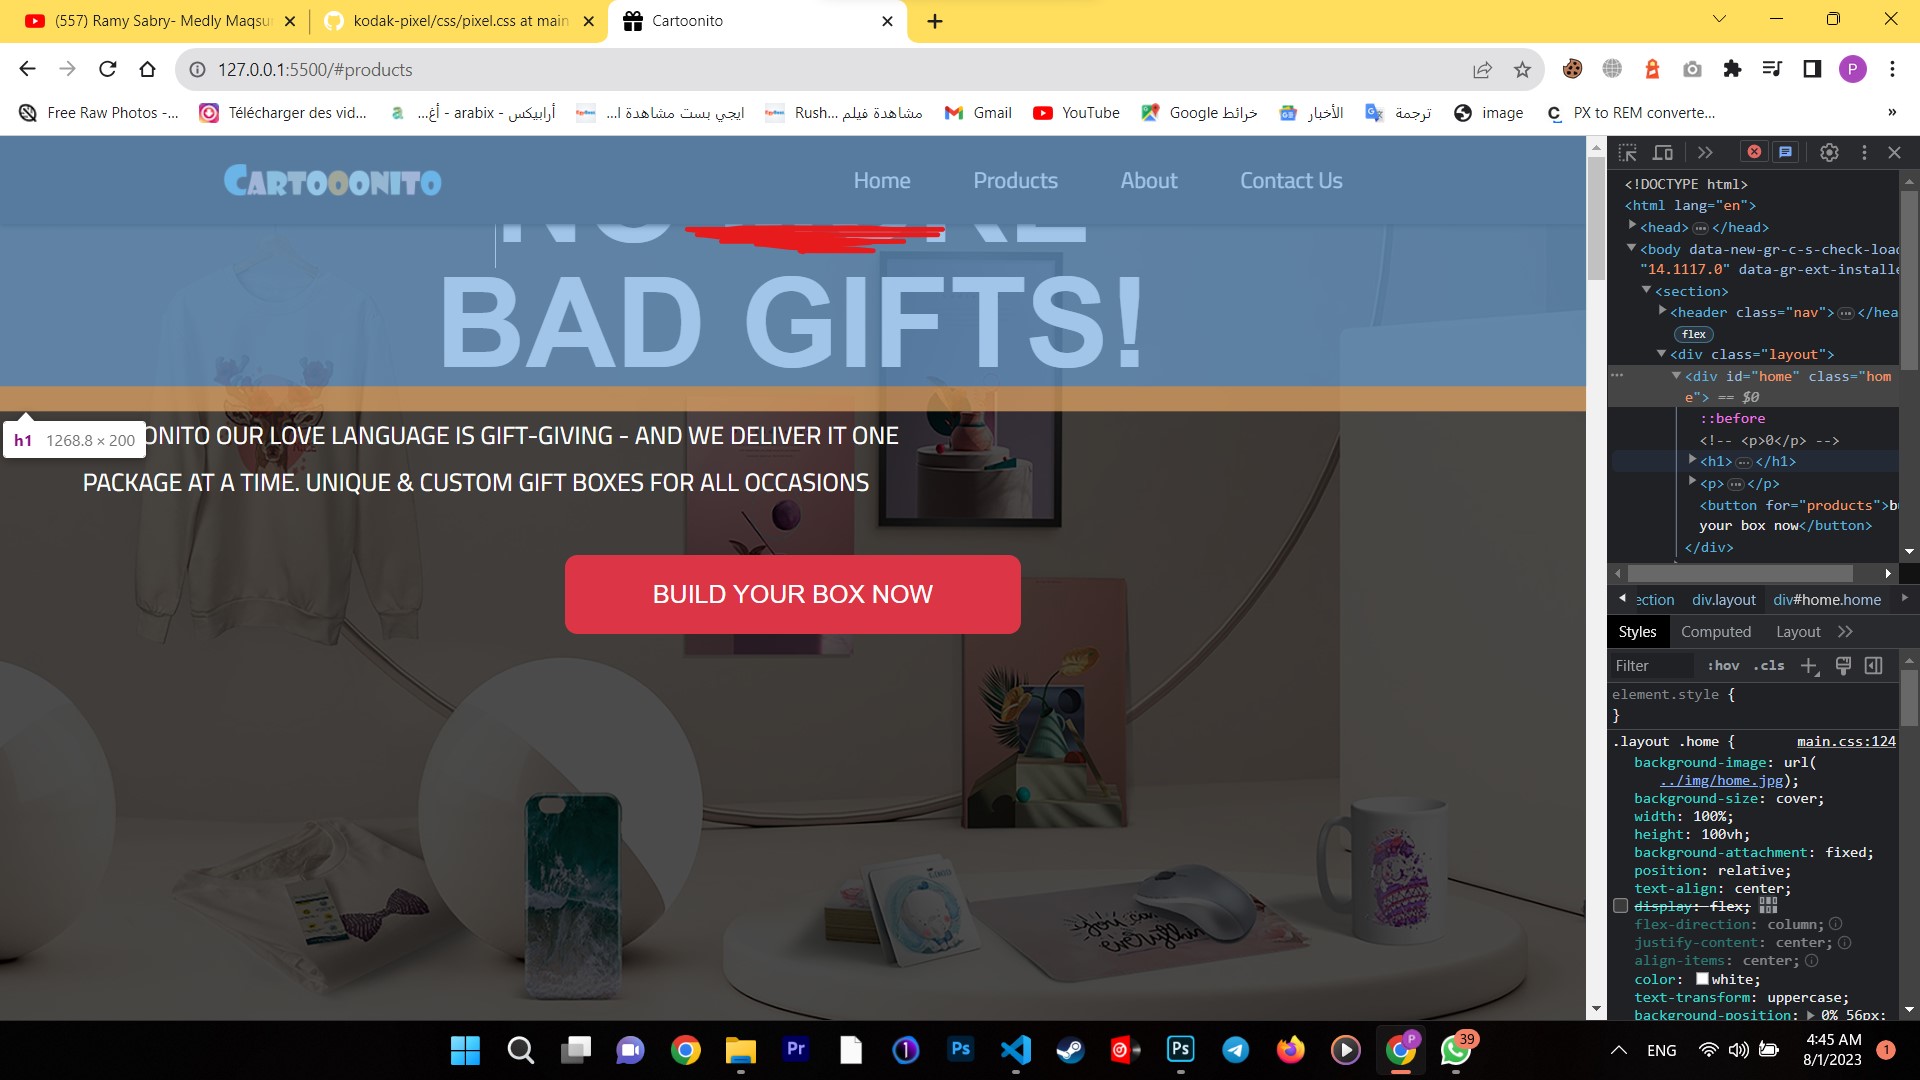 (557) Ramy Sabry- Medly Maqsu
kodak-pixel/css/pixel.css at main
Cartoonito
127.0.0.1:5500/#products
P
Free Raw Photos -...
Télécharger des vid...
أرابيكس - arabix - أغ...
ايجي بست مشاهدة ا...
مشاهدة فيلم Rush...
Gmail
YouTube
خرائط Google
الأخبار
ترجمة
image
PX to REM converte...
»
CARTOOONITO
Home
Products
About
Contact Us
NO
BAD GIFTS!
h1 1268.8 × 200
ONITO OUR LOVE LANGUAGE IS GIFT-GIVING - AND WE DELIVER IT ONE
PACKAGE AT A TIME. UNIQUE & CUSTOM GIFT BOXES FOR ALL OCCASIONS
BUILD YOUR BOX NOW
you can
everything
<!DOCTYPE html>
<html lang="en">
<head> … </head>
<body data-new-gr-c-s-check-load
"14.1117.0" data-gr-ext-installe
<section>
<header class="nav"> … </hea
flex
<div class="layout">
<div id="home" class="hom
e"> == $0
::before
<!-- <p>0</p> -->
<h1> … </h1>
<p> … </p>
<button for="products">bu
your box now</button>
</div>
ection div.layout div#home.home
Styles Computed Layout
Filter :hov .cls
element.style {
}
.layout .home { main.css:124
background-image: url(
../img/home.jpg);
background-size: cover;
width: 100%;
height: 100vh;
background-attachment: fixed;
position: relative;
text-align: center;
display: flex;
flex-direction: column;
justify-content: center;
align-items: center;
color: white;
text-transform: uppercase;
background-position: 0% 56px;
Pr
Ps
Ps
P
39
ENG
4:45 AM
8/1/2023
1